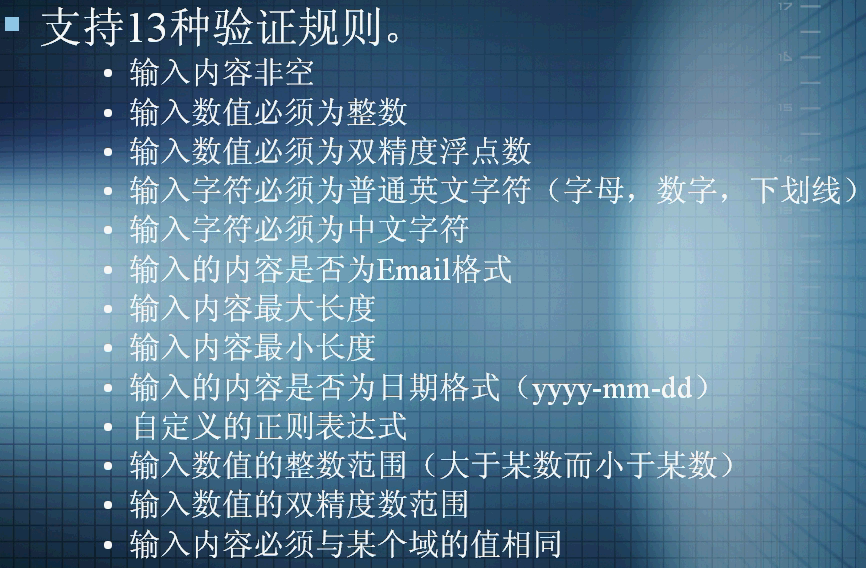 支持13种验证规则。
输入内容非空
输入数值必须为整数
输入数值必须为双精度浮点数
输入字符必须为普通英文字符（字母，数字，下划线）
输入字符必须为中文字符
输入的内容是否为Email格式
输入内容最大长度
输入内容最小长度
输入的内容是否为日期格式（yyyy-mm-dd）
自定义的正则表达式
输入数值的整数范围（大于某数而小于某数）
输入数值的双精度数范围
输入内容必须与某个域的值相同
17
16
15
14